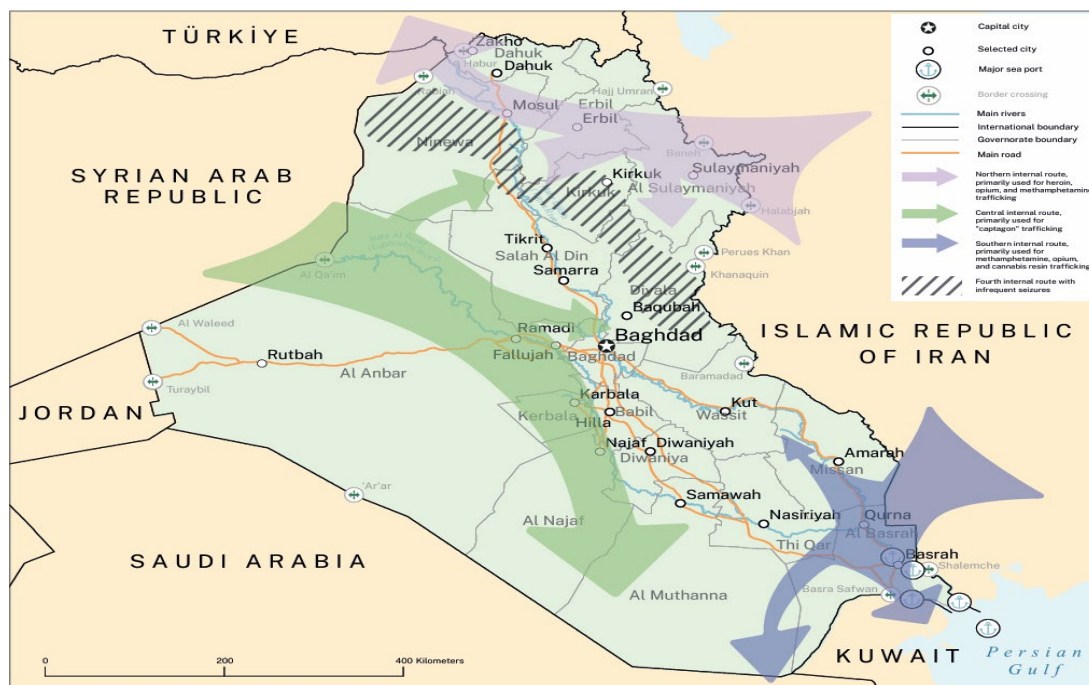 TÜRKİYE
SYRIAN ARAB
REPUBLIC
JORDAN
SAUDI ARABIA
KUWAIT
ISLAMIC REPUBLIC
OF IRAN
Persian
Gulf
Zakho
Dahuk
Habur
Dahuk
Rabiah
Mosul
Ninewa
Hajj Umran
Erbil
Erbil
Baneh
Sulaymaniyah
Kirkuk
Al Sulaymaniyah
Kirkuk
Halabjah
Perues Khan
Khanaquin
Tikrit
Salah Al Din
Samarra
Diyala
Baqubah
Al Qa'im
Al Waleed
Rutbah
Turaybil
Al Anbar
Ramadi
Fallujah
Baghdad
Baghdad
Baramadad
Karbala
Kerbala
Babil
Hilla
Kut
Wassit
Najaf
Diwaniyah
Diwaniya
Amarah
Missan
'Ar'ar
Samawah
Nasiriyah
Qurna
Al Basrah
Al Najaf
Thi Qar
Basrah
Shalemche
Basra Safwan
Al Muthanna
0
200
400 Kilometers
Capital city
Selected city
Major sea port
Border crossing
Main rivers
International boundary
Governorate boundary
Main road
Northern internal route,
primarily used for heroin,
opium, and methamphetamine
trafficking
Central internal route,
primarily used for
"captagon" trafficking
Southern internal route,
primarily used for
methamphetamine, opium,
and cannabis resin trafficking
Fourth internal route with
infrequent seizures